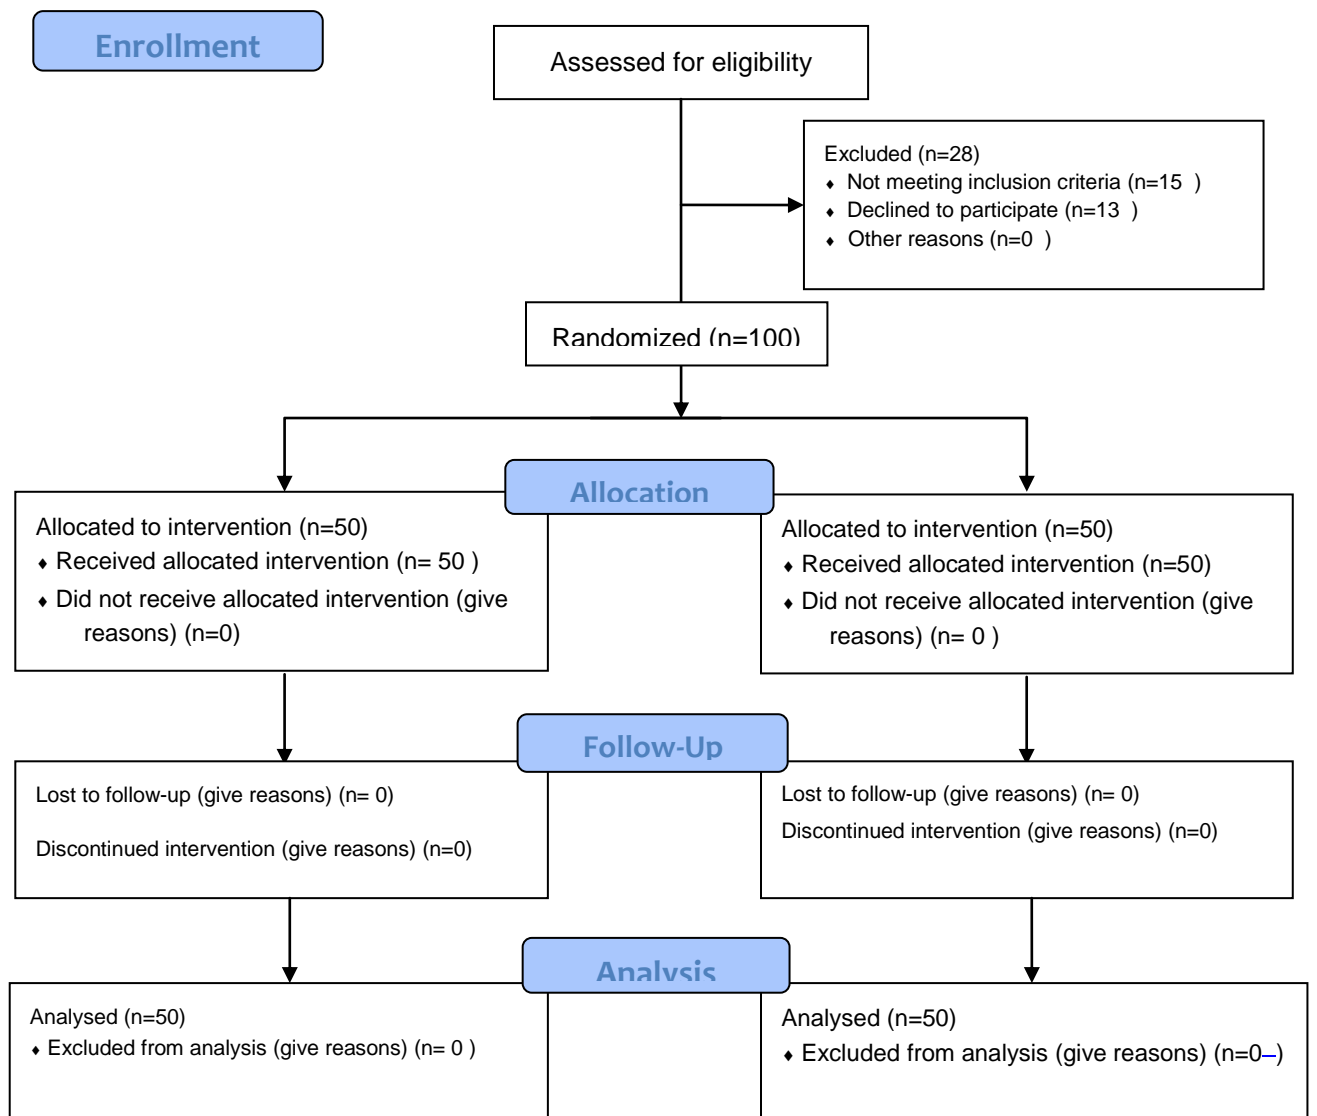 Enrollment
Assessed for eligibility
Excluded (n=28)
♦ Not meeting inclusion criteria (n=15 )
♦ Declined to participate (n=13 )
♦ Other reasons (n=0 )
Randomized (n=100)
Allocation
Allocated to intervention (n=50)
♦ Received allocated intervention (n= 50 )
♦ Did not receive allocated intervention (give
reasons) (n=0)
Allocated to intervention (n=50)
♦ Received allocated intervention (n=50)
♦ Did not receive allocated intervention (give
reasons) (n= 0 )
Follow-Up
Lost to follow-up (give reasons) (n= 0)
Discontinued intervention (give reasons) (n=0)
Lost to follow-up (give reasons) (n= 0)
Discontinued intervention (give reasons) (n=0)
Analysis
Analysed (n=50)
♦ Excluded from analysis (give reasons) (n= 0 )
Analysed (n=50)
♦ Excluded from analysis (give reasons) (n=0 )